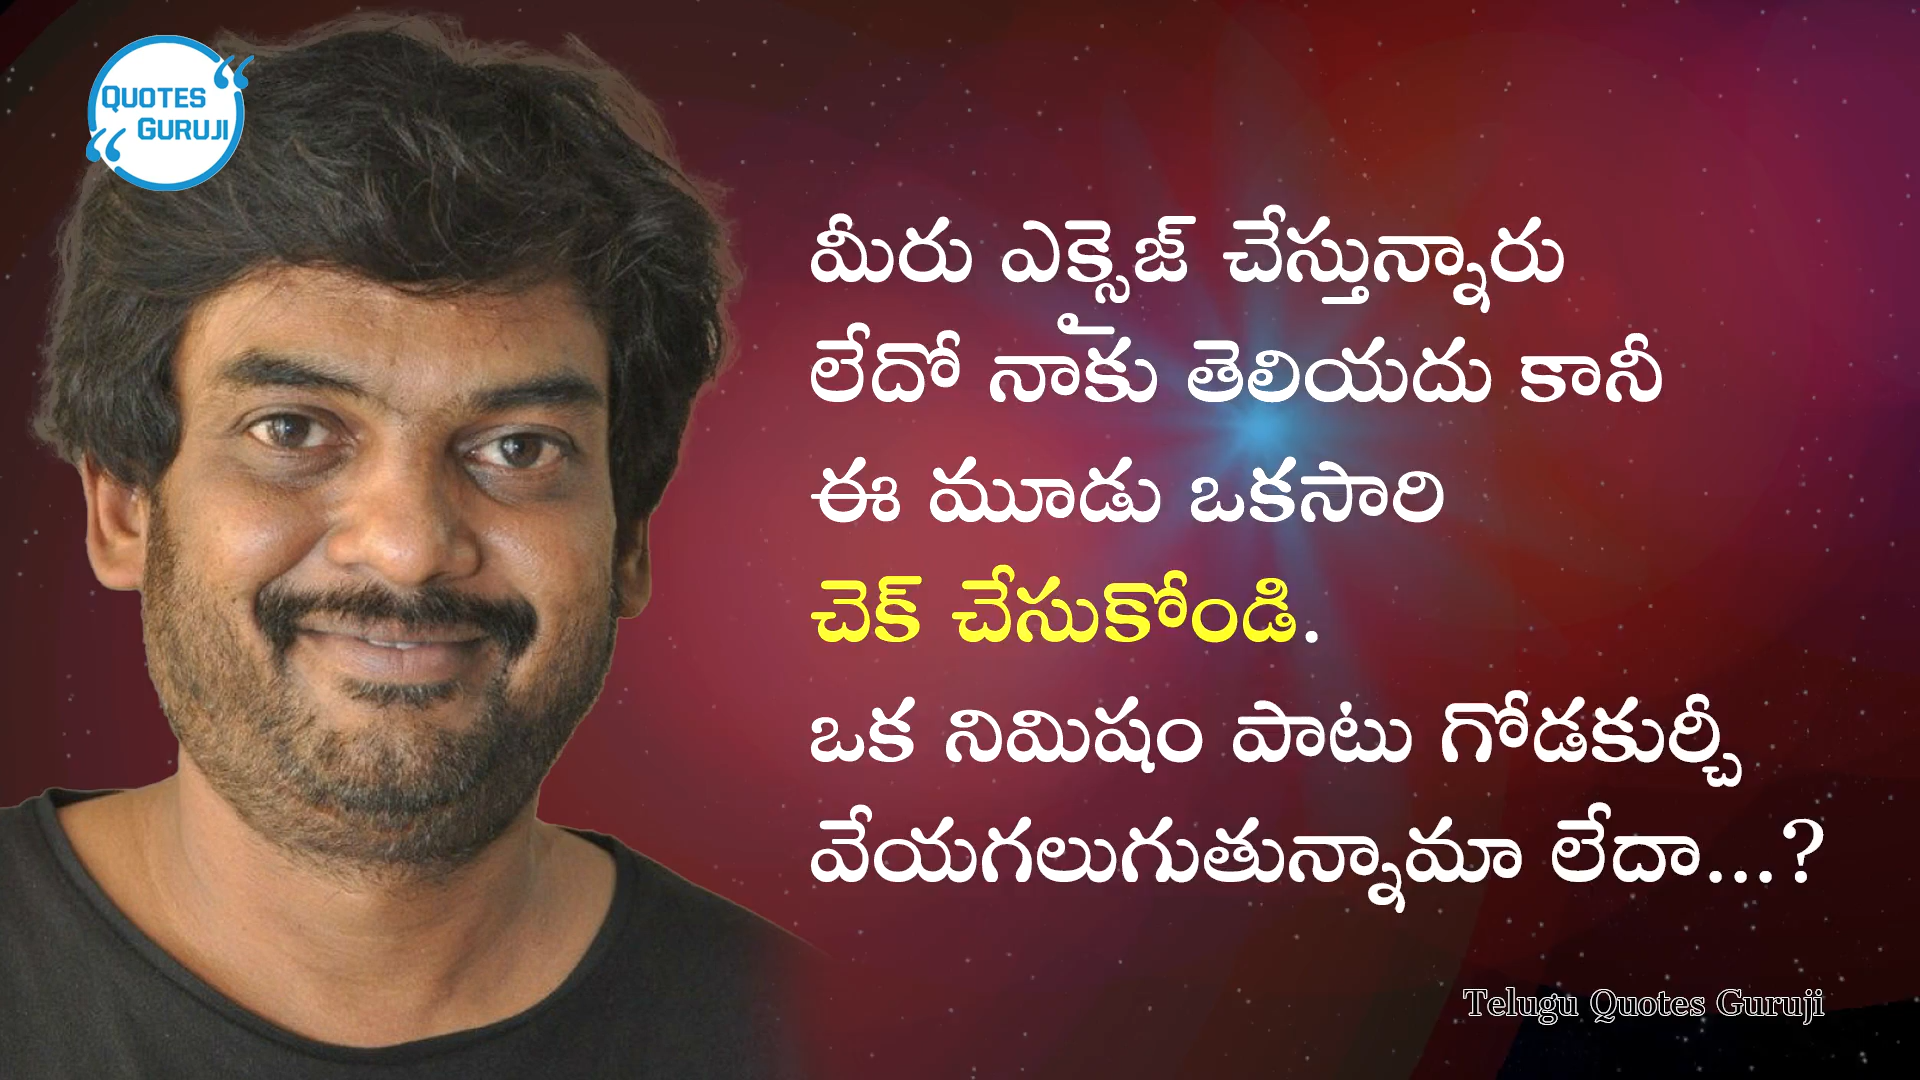 QUOTES
GURUJI
మీరు ఎక్సైజ్ చేస్తున్నారు
లేదో నాకు తెలియదు కానీ
ఈ మూడు ఒకసారి
చెక్ చేసుకోండి.
ఒక నిమిషం పాటు గోడకుర్చీ
వేయగలుగుతున్నామా లేదా...?
Telugu Quotes Guruji